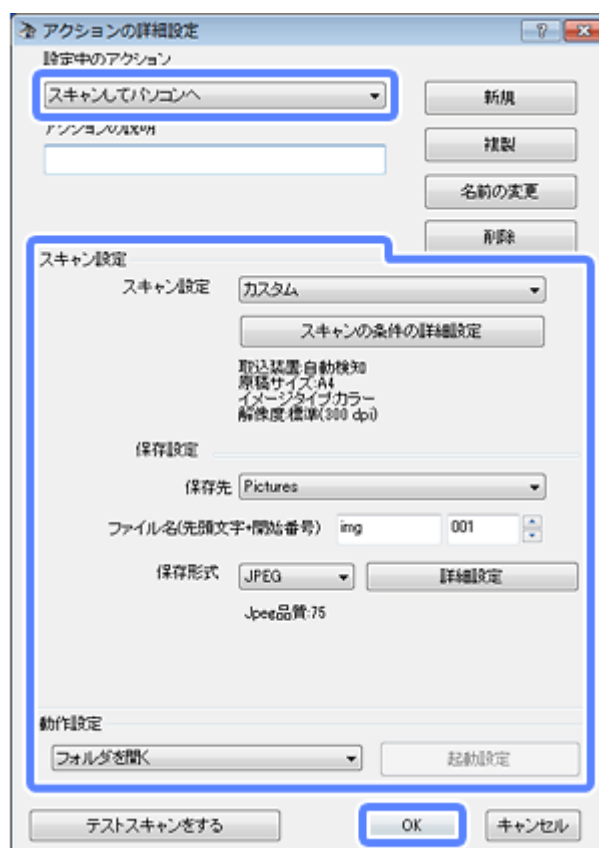 アクションの詳細設定
設定中のアクション
スキャンしてパソコンへ
新規
アクションの説明
複製
名前の変更
削除
スキャン設定
スキャン設定 カスタム
スキャンの条件の詳細設定
取込装置:自動検知
原稿サイズ:A4
イメージタイプ:カラー
解像度:標準(300 dpi)
保存設定
保存先 Pictures
ファイル名(先頭文字+開始番号) img 001
保存形式 JPEG 詳細設定
Jpeg品質:75
動作設定
フォルダを開く 起動設定
テストスキャンをする OK キャンセル